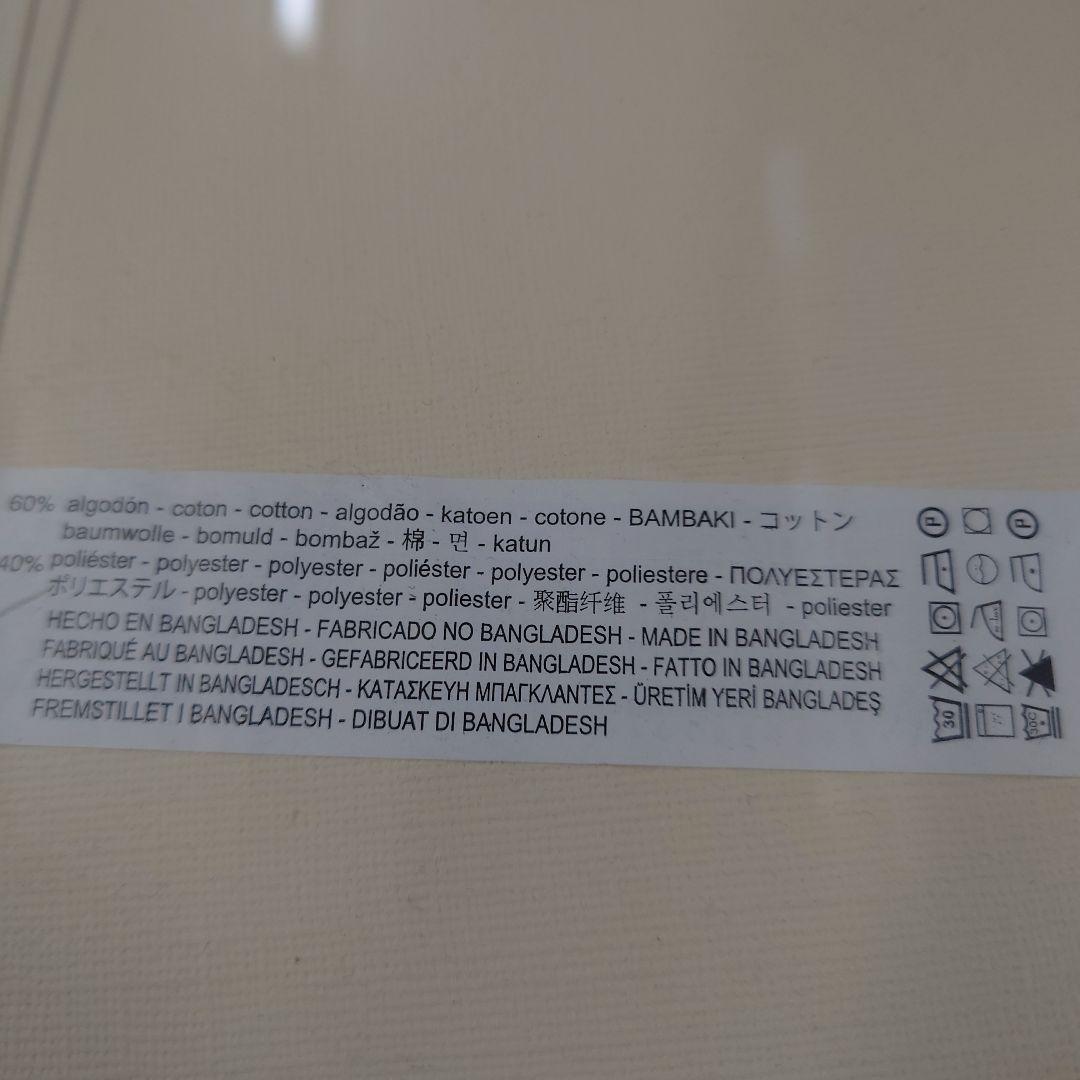 60% algodón - coton - cotton - algodão - katoen - cotone - BAMBAKI - コットン
baumwolle - bomuld - bombaž - 棉 - 면 - katun
40% poliéster - polyester - polyester - poliéster - polyester - poliestere - ΠΟΛΥΕΣΤΕΡΑΣ
ポリエステル - polyester - polyester - poliester - 聚酯纤维 - 폴리에스터 - poliester
HECHO EN BANGLADESH - FABRICADO NO BANGLADESH - MADE IN BANGLADESH
FABRIQUÉ AU BANGLADESH - GEFABRICEERD IN BANGLADESH - FATTO IN BANGLADESH
HERGESTELLT IN BANGLADESCH - ΚΑΤΑΣΚΕΥΗ ΜΠΑΓΚΛΑΝΤΕΣ - ÜRETİM YERİ BANGLADEŞ
FREMSTILLET I BANGLADESH - DIBUAT DI BANGLADESH
P P
30 30C